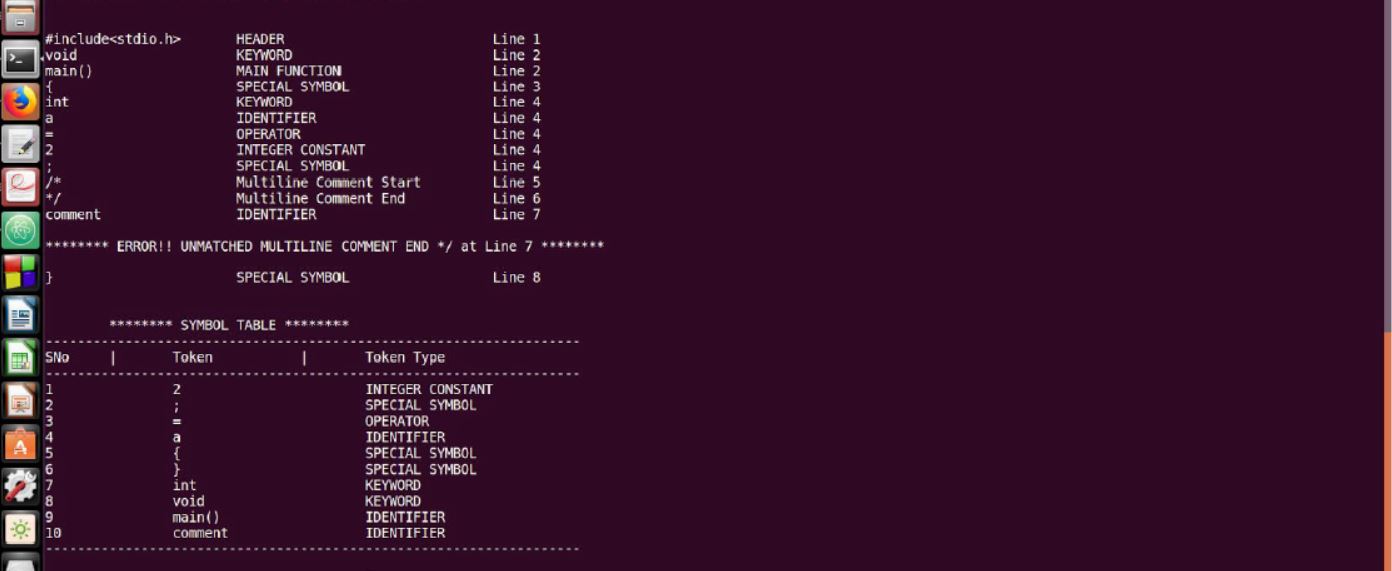 #include<stdio.h> HEADER Line 1
void KEYWORD Line 2
main() MAIN FUNCTION Line 2
{ SPECIAL SYMBOL Line 3
int KEYWORD Line 4
a IDENTIFIER Line 4
= OPERATOR Line 4
2 INTEGER CONSTANT Line 4
; SPECIAL SYMBOL Line 4
/* Multiline Comment Start Line 5
*/ Multiline Comment End Line 6
comment IDENTIFIER Line 7
******** ERROR!! UNMATCHED MULTILINE COMMENT END */ at Line 7 ********
} SPECIAL SYMBOL Line 8
******** SYMBOL TABLE ********
-------------------------------------------------------------------
SNo | Token | Token Type
-------------------------------------------------------------------
1 2 INTEGER CONSTANT
2 ; SPECIAL SYMBOL
3 = OPERATOR
4 a IDENTIFIER
5 { SPECIAL SYMBOL
6 } SPECIAL SYMBOL
7 int KEYWORD
8 void KEYWORD
9 main() IDENTIFIER
10 comment IDENTIFIER
-------------------------------------------------------------------